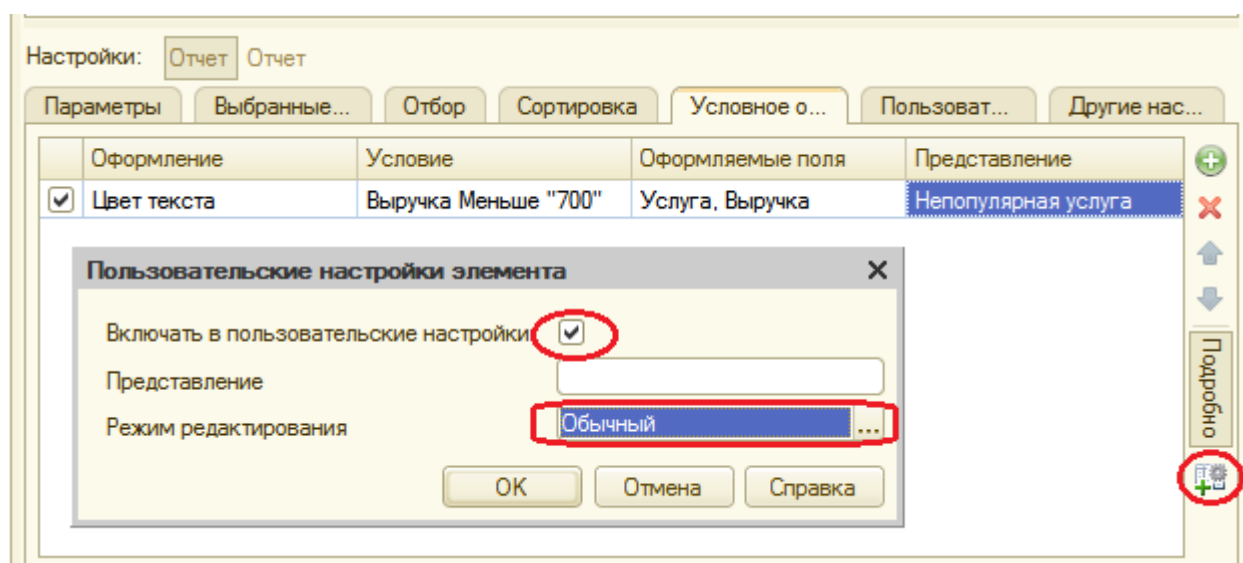 Настройки: Отчет Отчет
Параметры Выбранные... Отбор Сортировка Условное о... Пользоват... Другие нас...
Оформление Условие Оформляемые поля Представление
Цвет текста Выручка Меньше "700" Услуга, Выручка Непопулярная услуга
Пользовательские настройки элемента
Включать в пользовательские настройки
Представление
Режим редактирования Обычный ...
ОК Отмена Справка
Подробно